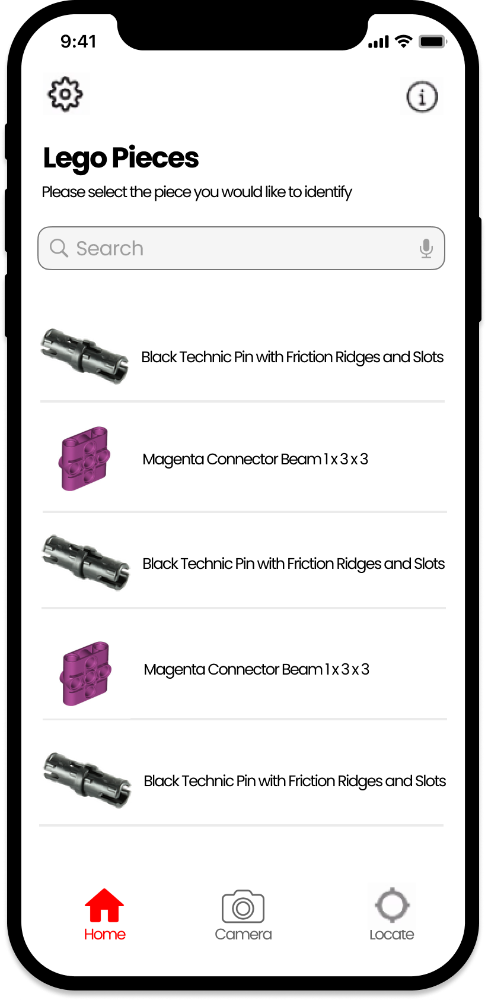 9:41
Lego Pieces
Please select the piece you would like to identify
Search
Black Technic Pin with Friction Ridges and Slots
Magenta Connector Beam 1 x 3 x 3
Black Technic Pin with Friction Ridges and Slots
Magenta Connector Beam 1 x 3 x 3
Black Technic Pin with Friction Ridges and Slots
Home Camera Locate